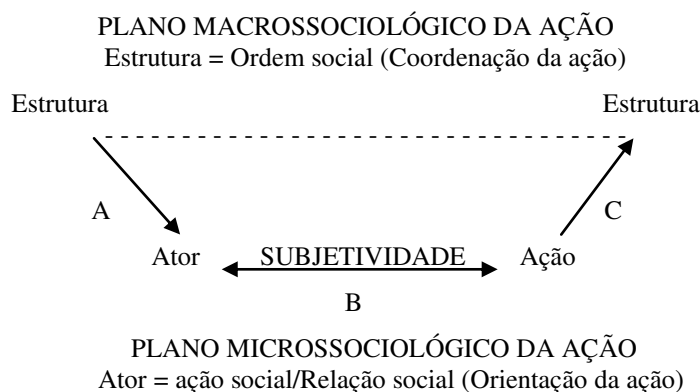 PLANO MACROSSOCIOLÓGICO DA AÇÃO
Estrutura = Ordem social (Coordenação da ação)
Estrutura Estrutura
A C
Ator SUBJETIVIDADE Ação
B
PLANO MICROSSOCIOLÓGICO DA AÇÃO
Ator = ação social/Relação social (Orientação da ação)